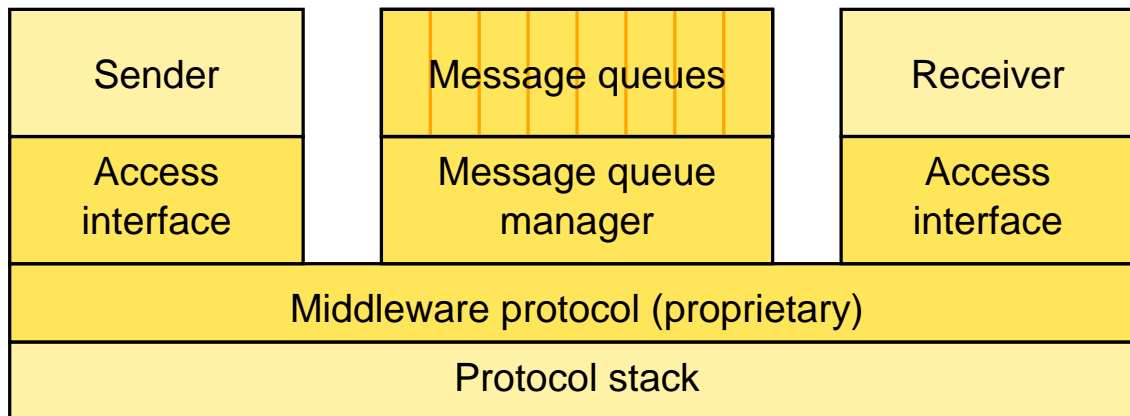 Sender
Message queues
Receiver
Access
interface
Message queue
manager
Access
interface
Middleware protocol (proprietary)
Protocol stack